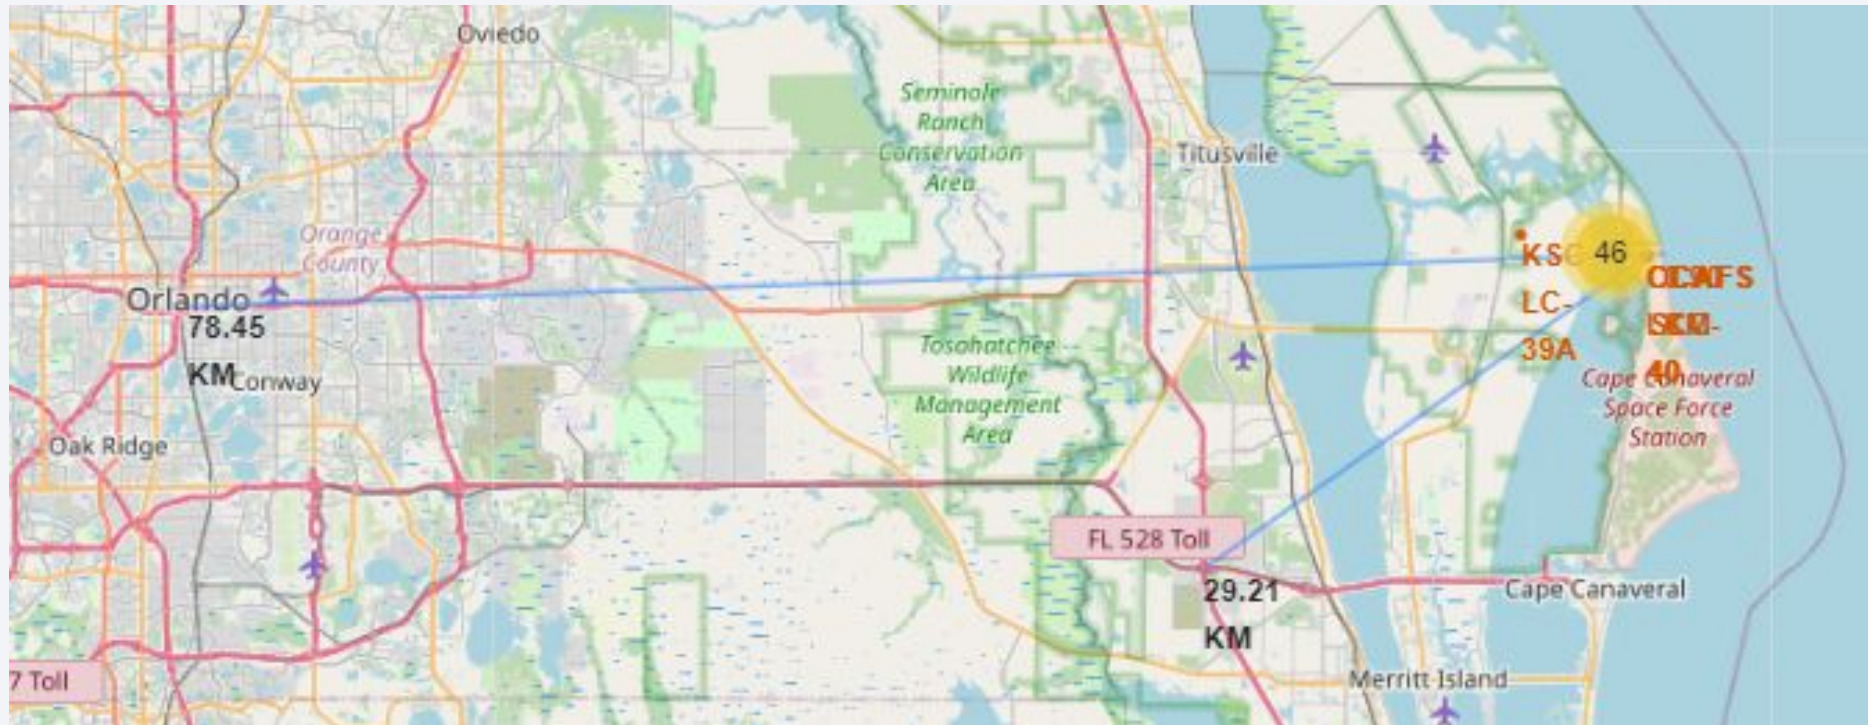 Oviedo
Seminole
Ranch
Conservation
Area
Titusville
Orange
County
KSC
46
LC-
39A
Orlando
78.45
KM
Conway
Tosohatchee
Wildlife
Management
Area
40
Cape Canaveral
Space Force
Station
Oak Ridge
FL 528 Toll
29.21
KM
Cape Canaveral
7 Toll
Merritt Island